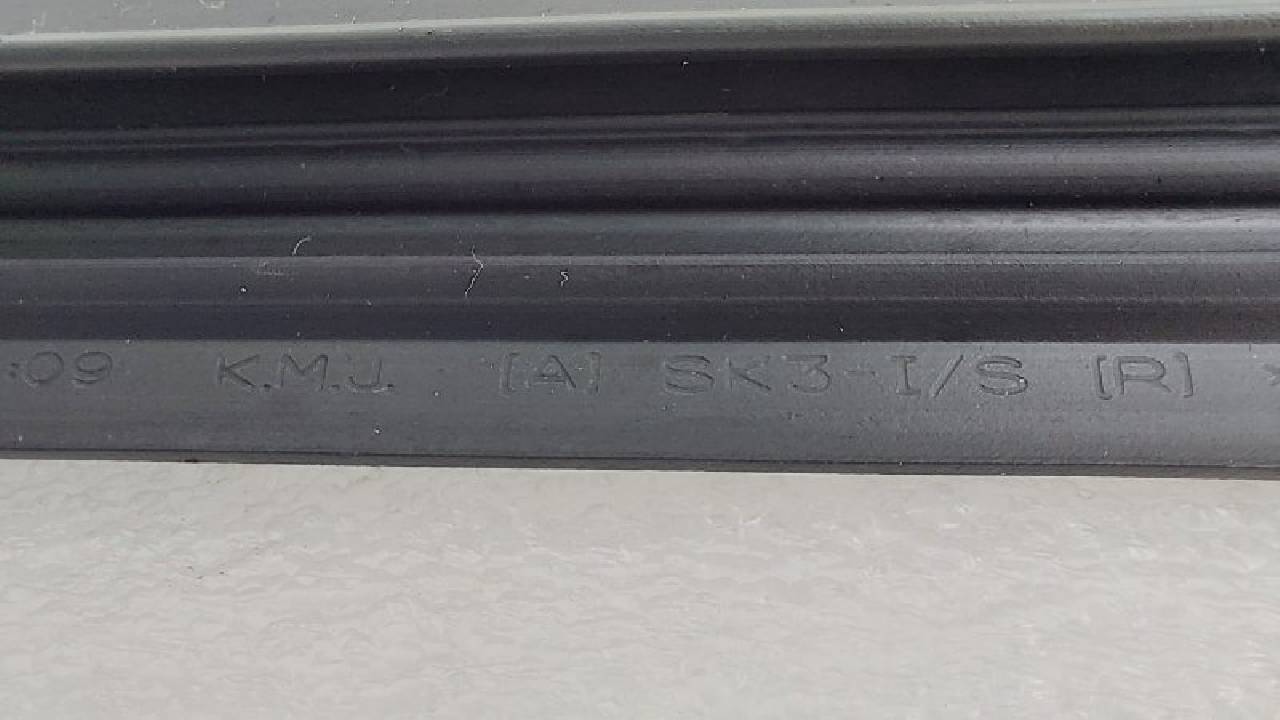 :09 K.M.J. [A] SK3-I/S [R]